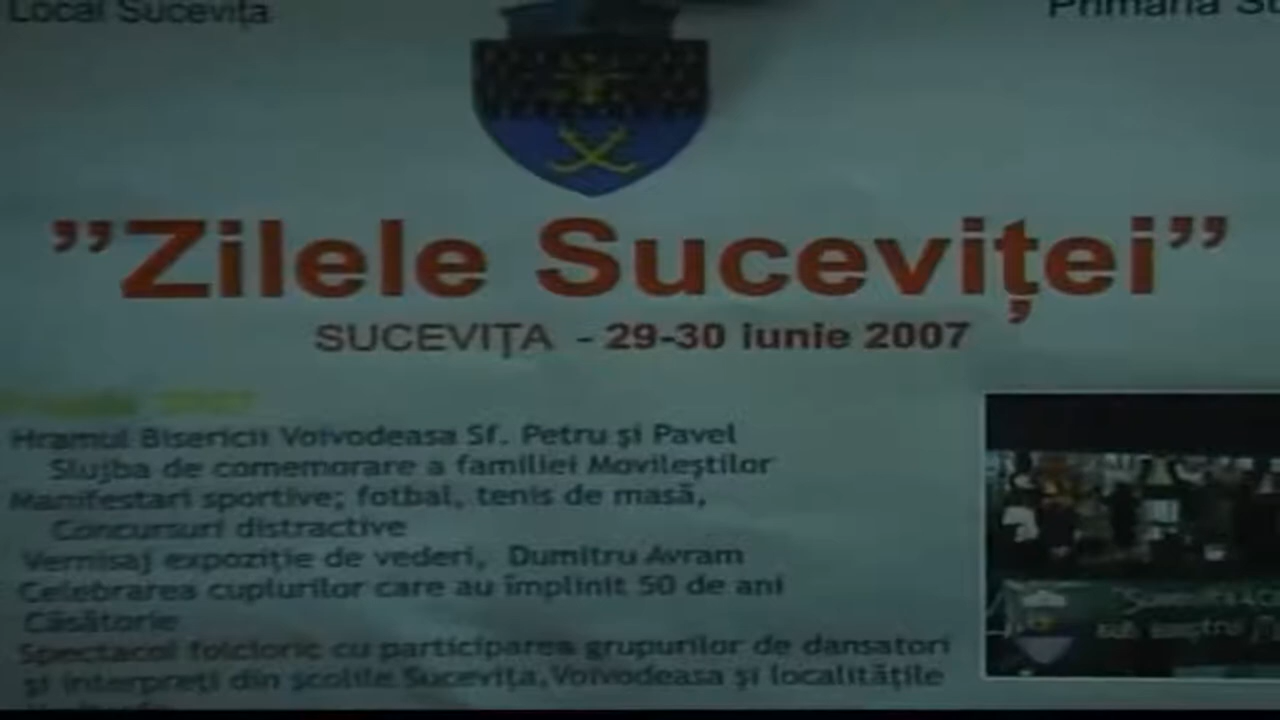 Local Sucevița
Primăria
”Zilele Suceviței”
SUCEVIȚA - 29-30 iunie 2007
Hramul Bisericii Voivodeasa Sf. Petru și Pavel
Slujba de comemorare a familiei Movileștilor
Manifestari sportive; fotbal, tenis de masă,
Concursuri distractive
Vernisaj expoziție de vederi, Dumitru Avram
Celebrarea cuplurilor care au împlinit 50 de ani
Căsătorie
Spectacol folcloric cu participarea grupurilor de dansatori
și interpreți din școlile Sucevița, Voivodeasa și localitățile